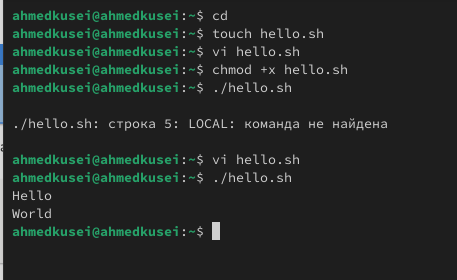 ahmedkusei@ahmedkusei:~$ cd
ahmedkusei@ahmedkusei:~$ touch hello.sh
ahmedkusei@ahmedkusei:~$ vi hello.sh
ahmedkusei@ahmedkusei:~$ chmod +x hello.sh
ahmedkusei@ahmedkusei:~$ ./hello.sh
./hello.sh: строка 5: LOCAL: команда не найдена
ahmedkusei@ahmedkusei:~$ vi hello.sh
ahmedkusei@ahmedkusei:~$ ./hello.sh
Hello
World
ahmedkusei@ahmedkusei:~$